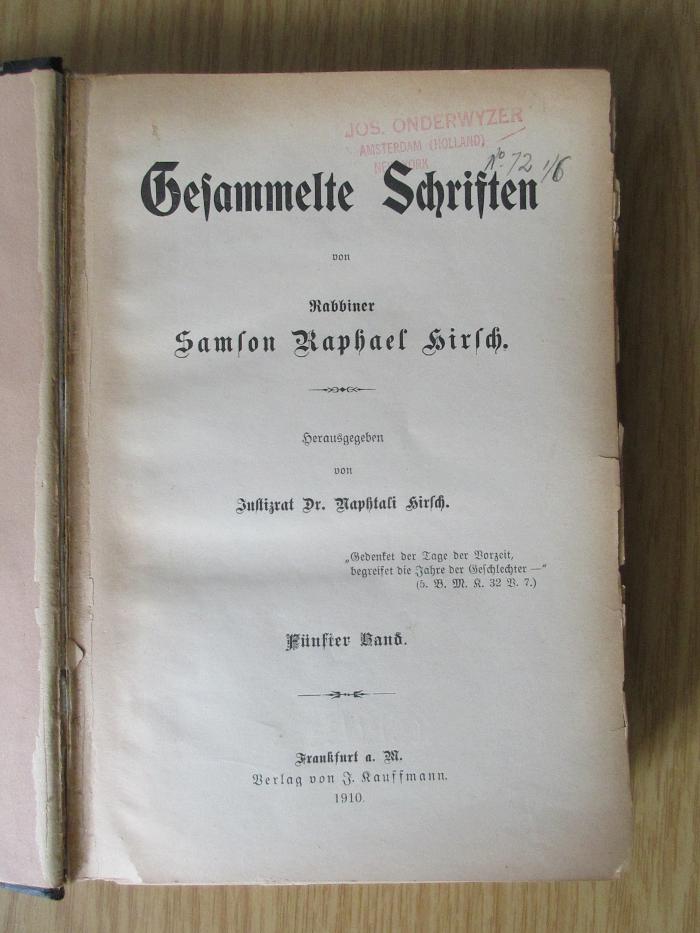 JOS. ONDERWYZER
AMSTERDAM (HOLLAND)
NEW YORK
No. 72 1/6
Gesammelte Schriften
von
Rabbiner
Samson Raphael Hirsch.
Herausgegeben
von
Justizrat Dr. Naphtali Hirsch.
„Gedenket der Tage der Vorzeit,
begreifet die Jahre der Geschlechter —“
(5. B. M. K. 32 V. 7.)
Fünfter Band.
Frankfurt a. M.
Verlag von J. Kauffmann.
1910.